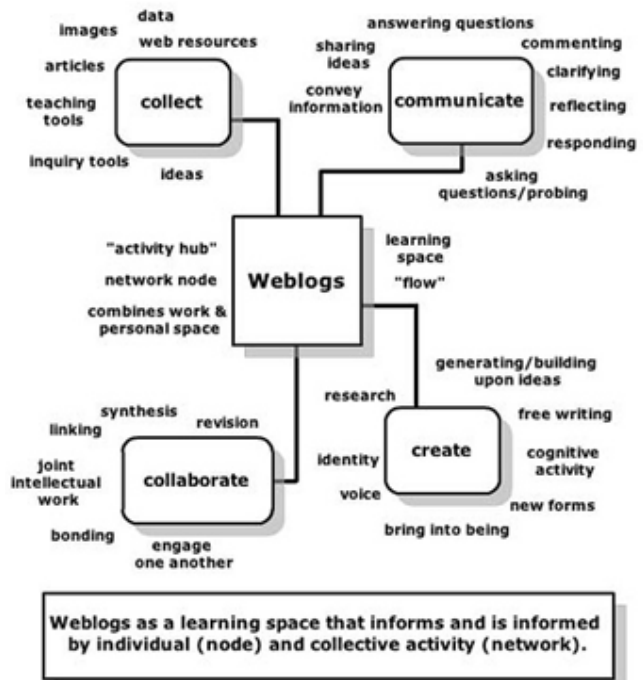 data
images
web resources
articles
collect
teaching
tools
inquiry tools
ideas
answering questions
sharing
ideas
commenting
convey
information
communicate
clarifying
reflecting
responding
asking
questions/probing
"activity hub"
network node
combines work &
personal space
Weblogs
learning
space
"flow"
synthesis
linking
revision
joint
intellectual
work
collaborate
bonding
engage
one another
generating/building
upon ideas
research
free writing
identity
create
cognitive
activity
voice
new forms
bring into being
Weblogs as a learning space that informs and is informed
by individual (node) and collective activity (network).